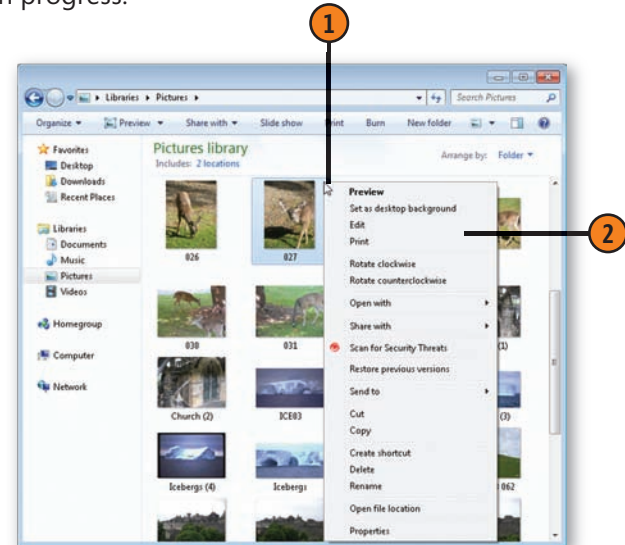 n progress.
1
Libraries Pictures
Search Pictures
Organize Preview Share with Slide show Print Burn New folder
Favorites
Desktop
Downloads
Recent Places
Libraries
Documents
Music
Pictures
Videos
Homegroup
Computer
Network
Pictures library
Includes: 2 locations
Arrange by: Folder
026
027
030
031
(1)
Church (2)
ICE03
(3)
Icebergs (4)
Icebergs
062
Preview
Set as desktop background
Edit
Print
Rotate clockwise
Rotate counterclockwise
Open with
Share with
Scan for Security Threats
Restore previous versions
Send to
Cut
Copy
Create shortcut
Delete
Rename
Open file location
Properties
2